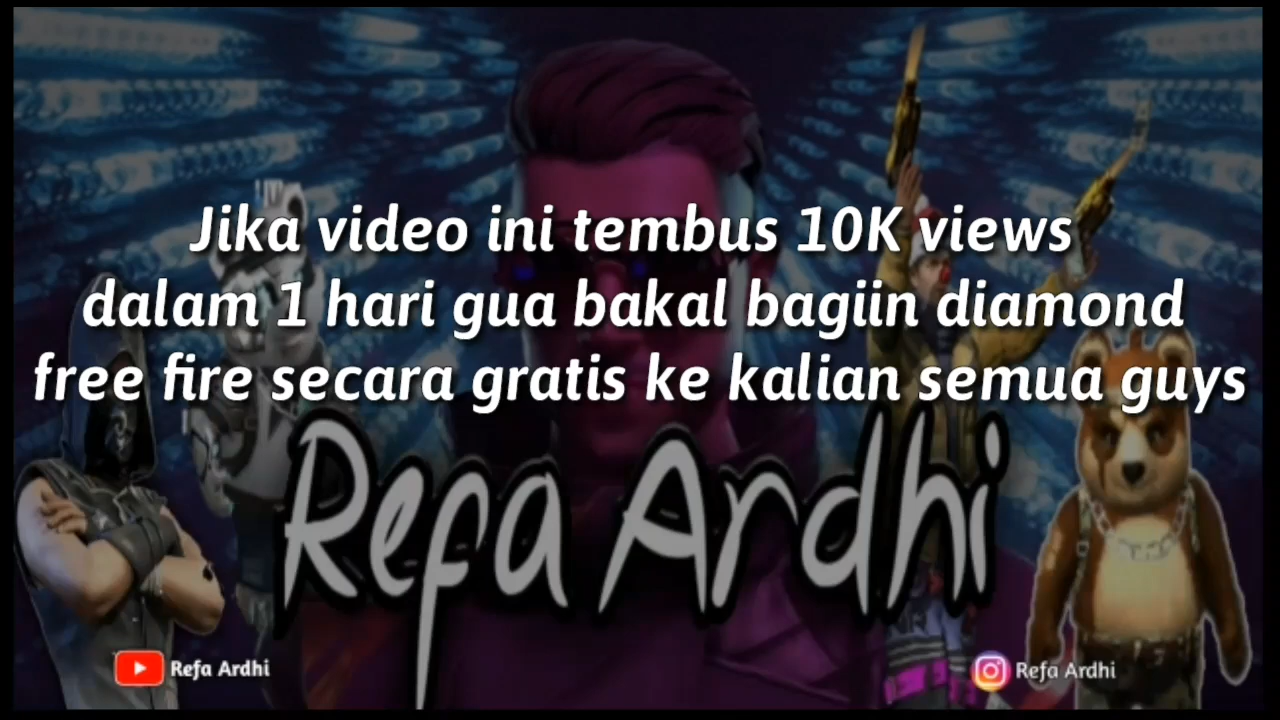 Jika video ini tembus 10K views
dalam 1 hari gua bakal bagiin diamond
free fire secara gratis ke kalian semua guys
Refa Ardhi
Refa Ardhi
Refa Ardhi